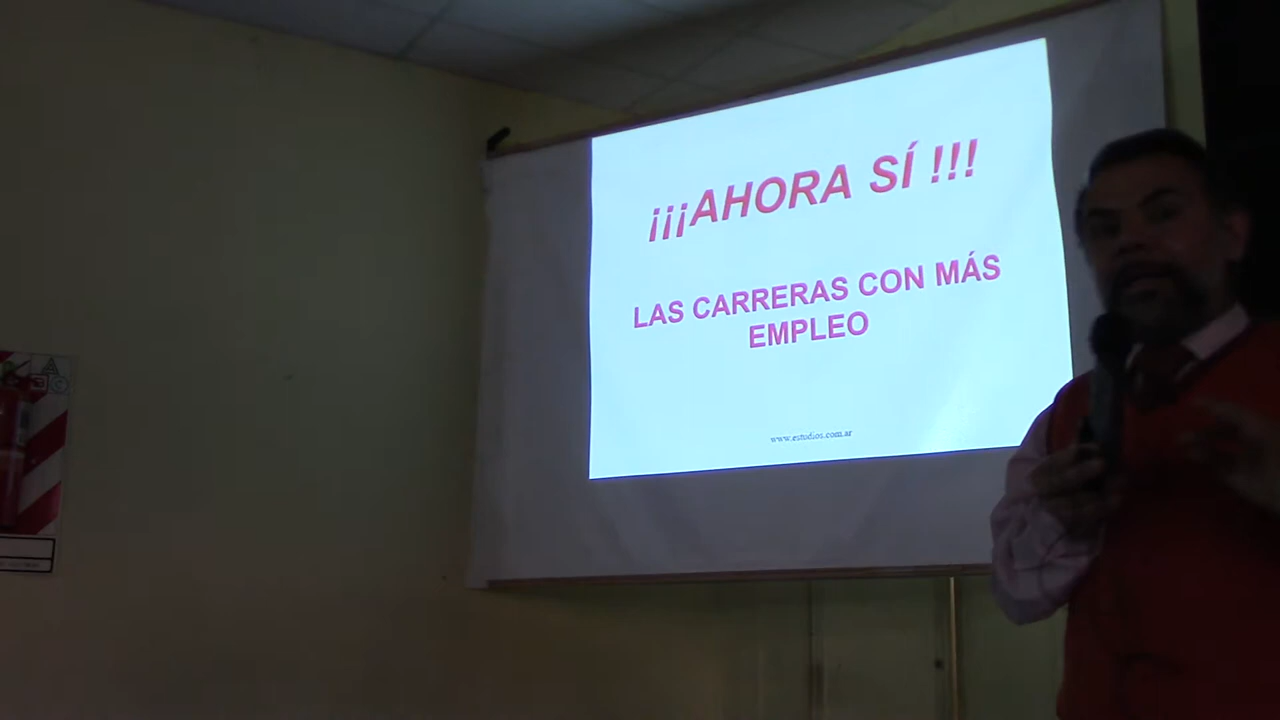 ¡¡¡AHORA SÍ !!!
LAS CARRERAS CON MÁS
EMPLEO
www.estudios.com.ar